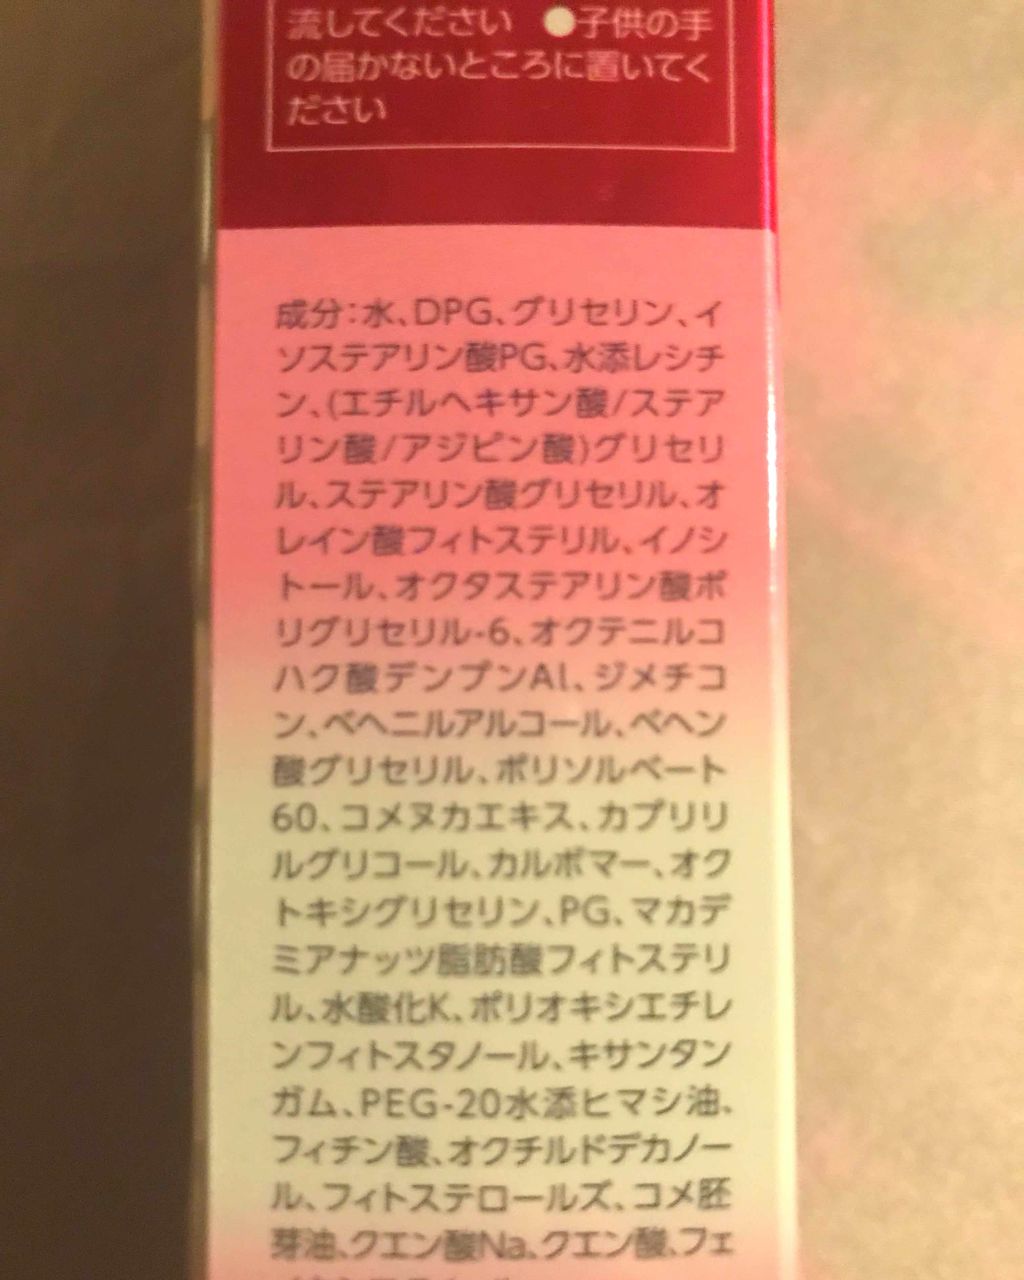 流してください ●子供の手
の届かないところに置いてく
ださい
成分：水、DPG、グリセリン、イ
ソステアリン酸PG、水添レシチ
ン、(エチルヘキサン酸/ステア
リン酸/アジピン酸)グリセリ
ル、ステアリン酸グリセリル、オ
レイン酸フィトステリル、イノシ
トール、オクタステアリン酸ポ
リグリセリル-6、オクテニルコ
ハク酸デンプンAl、ジメチコ
ン、ベヘニルアルコール、ベヘン
酸グリセリル、ポリソルベート
60、コメヌカエキス、カプリリ
ルグリコール、カルボマー、オク
トキシグリセリン、PG、マカデ
ミアナッツ脂肪酸フィトステリ
ル、水酸化K、ポリオキシエチレ
ンフィトスタノール、キサンタン
ガム、PEG-20水添ヒマシ油、
フィチン酸、オクチルドデカノー
ル、フィトステロールズ、コメ胚
芽油、クエン酸Na、クエン酸、フェ